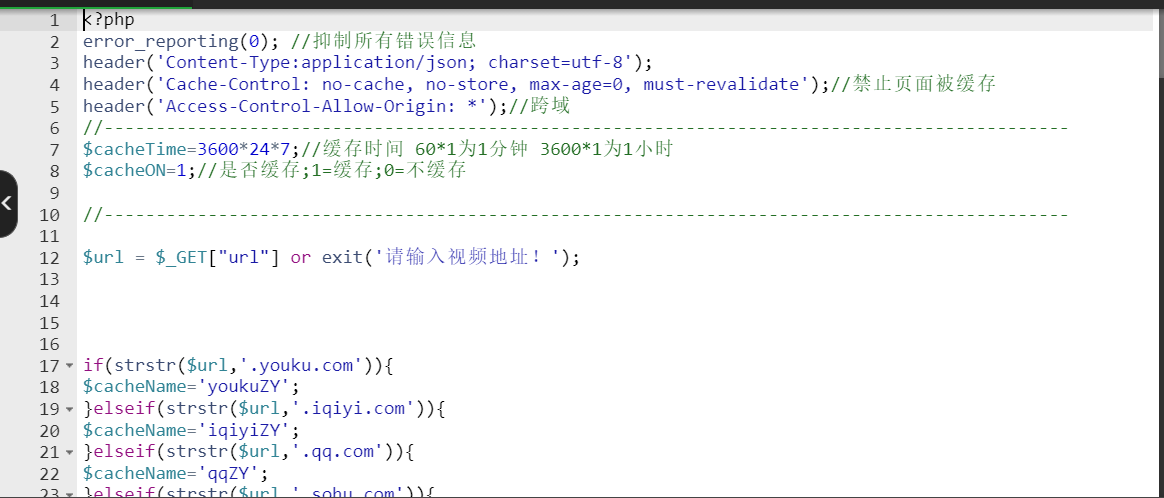 1 <?php
2 error_reporting(0); //抑制所有错误信息
3 header('Content-Type:application/json; charset=utf-8');
4 header('Cache-Control: no-cache, no-store, max-age=0, must-revalidate');//禁止页面被缓存
5 header('Access-Control-Allow-Origin: *');//跨域
6 //---------------------------------------------------------------------------------------------
7 $cacheTime=3600*24*7;//缓存时间 60*1为1分钟 3600*1为1小时
8 $cacheON=1;//是否缓存;1=缓存;0=不缓存
9
10 //---------------------------------------------------------------------------------------------
11
12 $url = $_GET["url"] or exit('请输入视频地址！');
13
14
15
16
17 if(strstr($url,'.youku.com')){
18 $cacheName='youkuZY';
19 }elseif(strstr($url,'.iqiyi.com')){
20 $cacheName='iqiyiZY';
21 }elseif(strstr($url,'.qq.com')){
22 $cacheName='qqZY';
23 }elseif(strstr($url,'.sohu.com')){